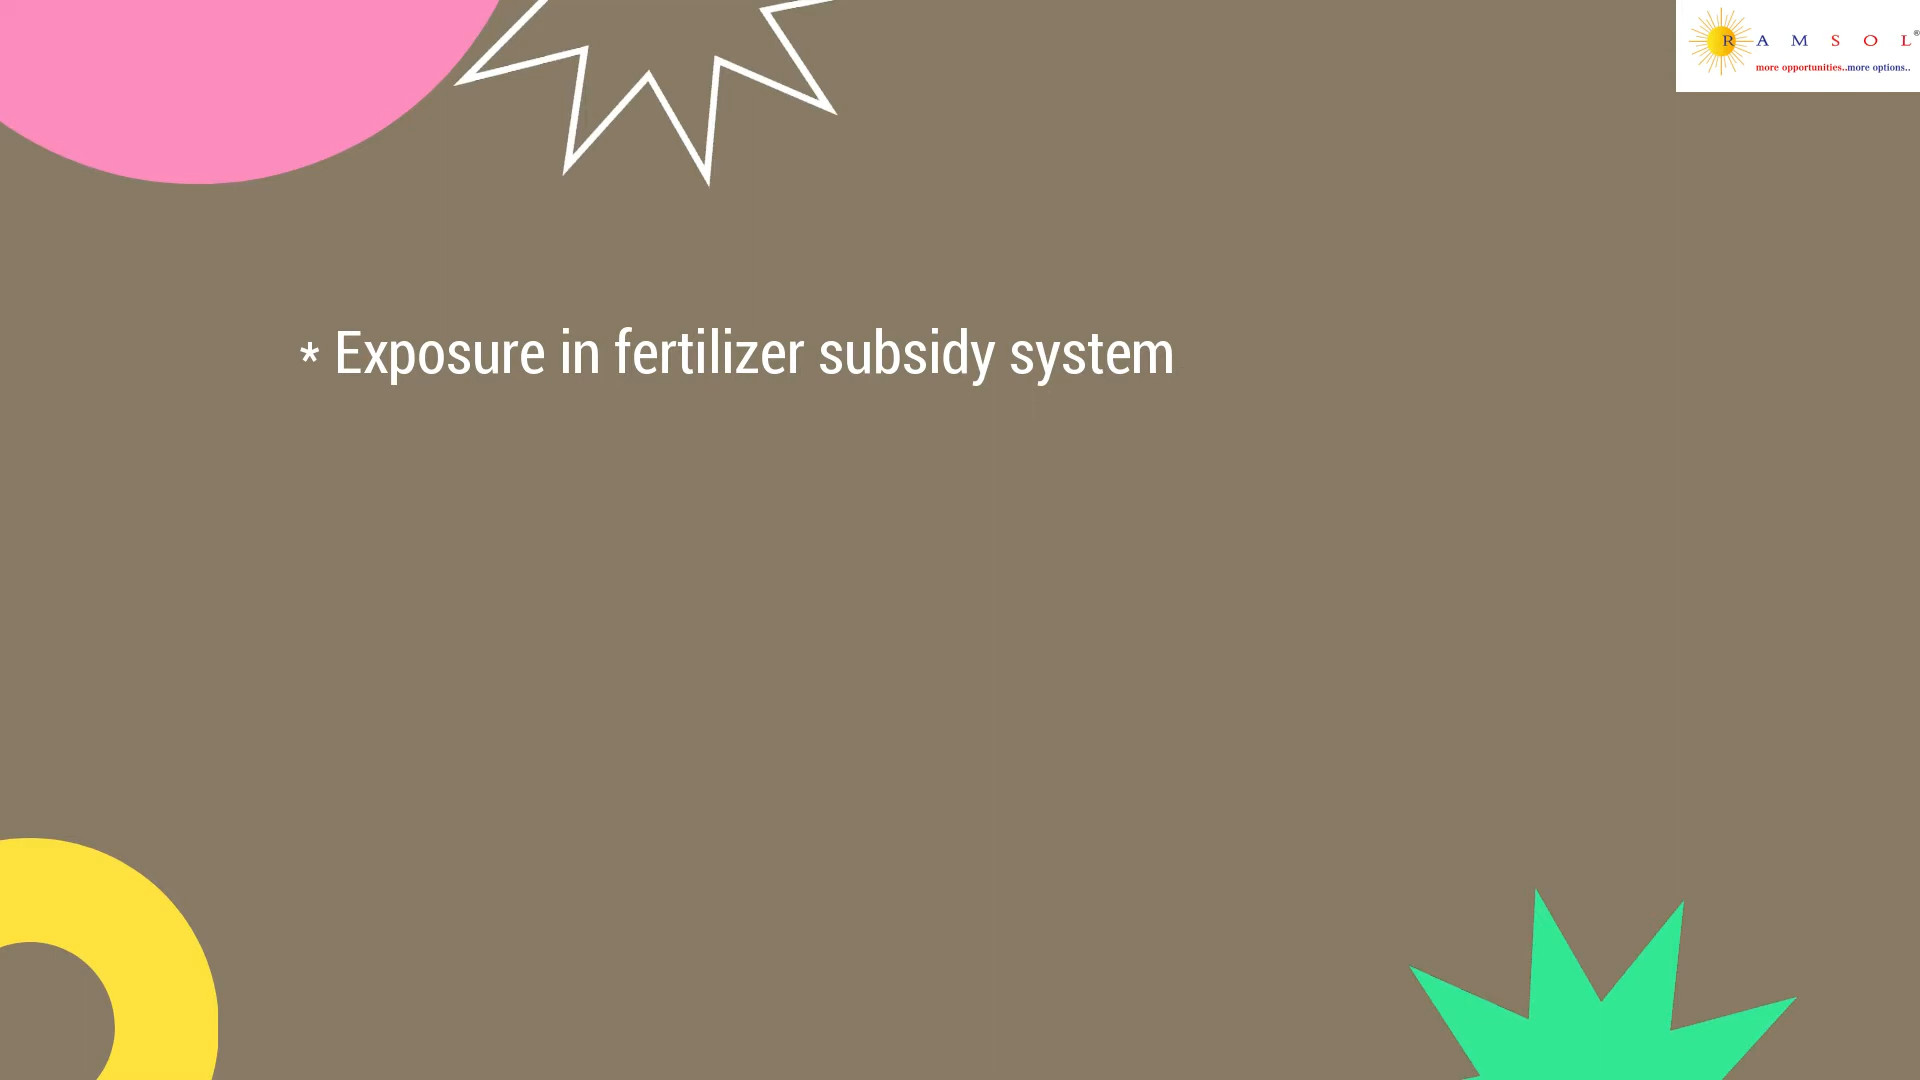 R A M S O L®
more opportunities..more options..
* Exposure in fertilizer subsidy system